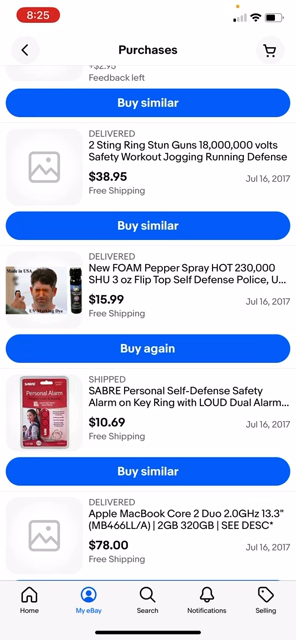 8:25
Purchases
+$2.95
Feedback left
Buy similar
DELIVERED
2 Sting Ring Stun Guns 18,000,000 volts
Safety Workout Jogging Running Defense
$38.95
Jul 16, 2017
Free Shipping
Buy similar
DELIVERED
New FOAM Pepper Spray HOT 230,000
SHU 3 oz Flip Top Self Defense Police, U...
$15.99
Jul 16, 2017
Free Shipping
Made in USA
UV Marking Dye
Buy again
SHIPPED
SABRE Personal Self-Defense Safety
Alarm on Key Ring with LOUD Dual Alarm...
$10.69
Jul 16, 2017
Free Shipping
SABRE
Personal Alarm
Buy similar
DELIVERED
Apple MacBook Core 2 Duo 2.0GHz 13.3"
(MB466LL/A) | 2GB 320GB | SEE DESC*
$78.00
Jul 16, 2017
Free Shipping
Home
My eBay
Search
Notifications
Selling